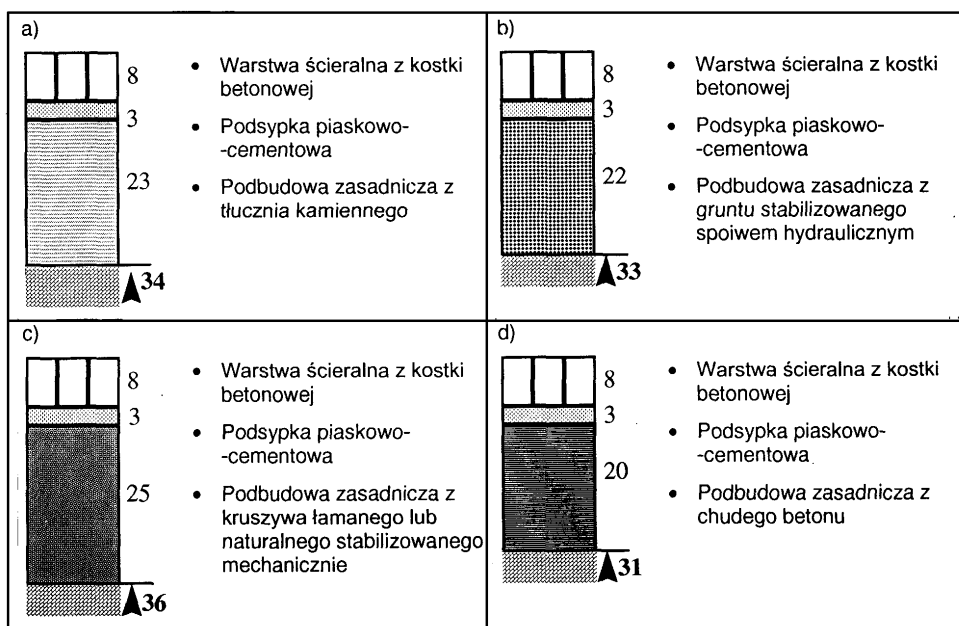 a)
8
3
23
34
• Warstwa ścieralna z kostki
betonowej
• Podsypka piaskowo-
-cementowa
• Podbudowa zasadnicza z
tłucznia kamiennego
b)
8
3
22
33
• Warstwa ścieralna z kostki
betonowej
• Podsypka piaskowo-
-cementowa
• Podbudowa zasadnicza z
gruntu stabilizowanego
spoiwem hydraulicznym
c)
8
3
25
36
• Warstwa ścieralna z kostki
betonowej
• Podsypka piaskowo-
-cementowa
• Podbudowa zasadnicza z
kruszywa łamanego lub
naturalnego stabilizowanego
mechanicznie
d)
8
3
20
31
• Warstwa ścieralna z kostki
betonowej
• Podsypka piaskowo-
-cementowa
• Podbudowa zasadnicza z
chudego betonu